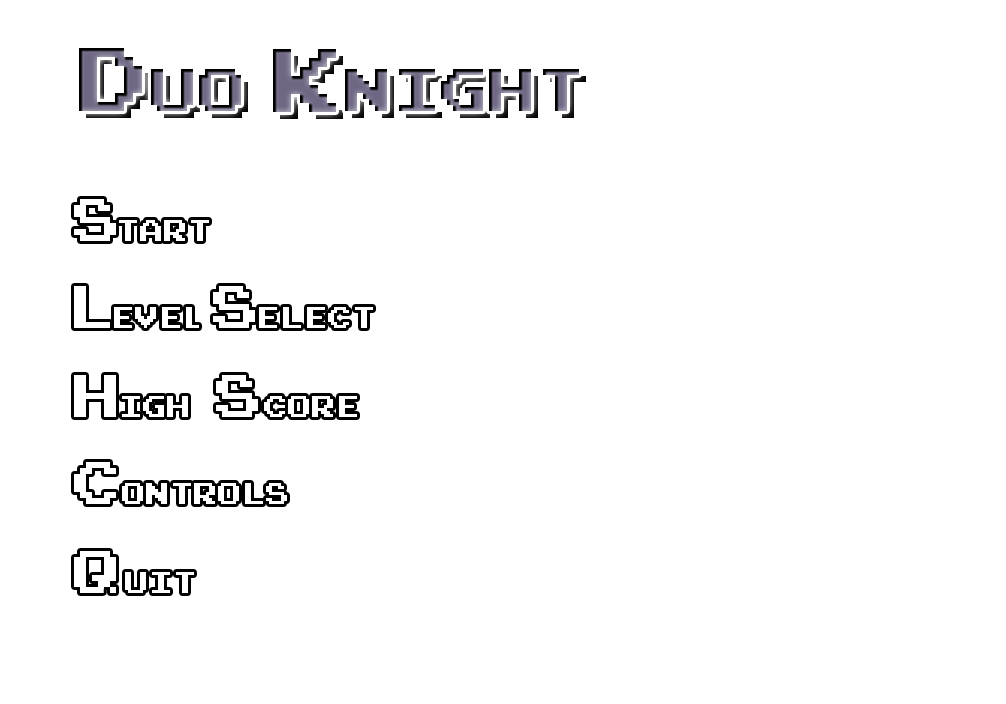 Duo Knight
Start
Level Select
High Score
Controls
Quit